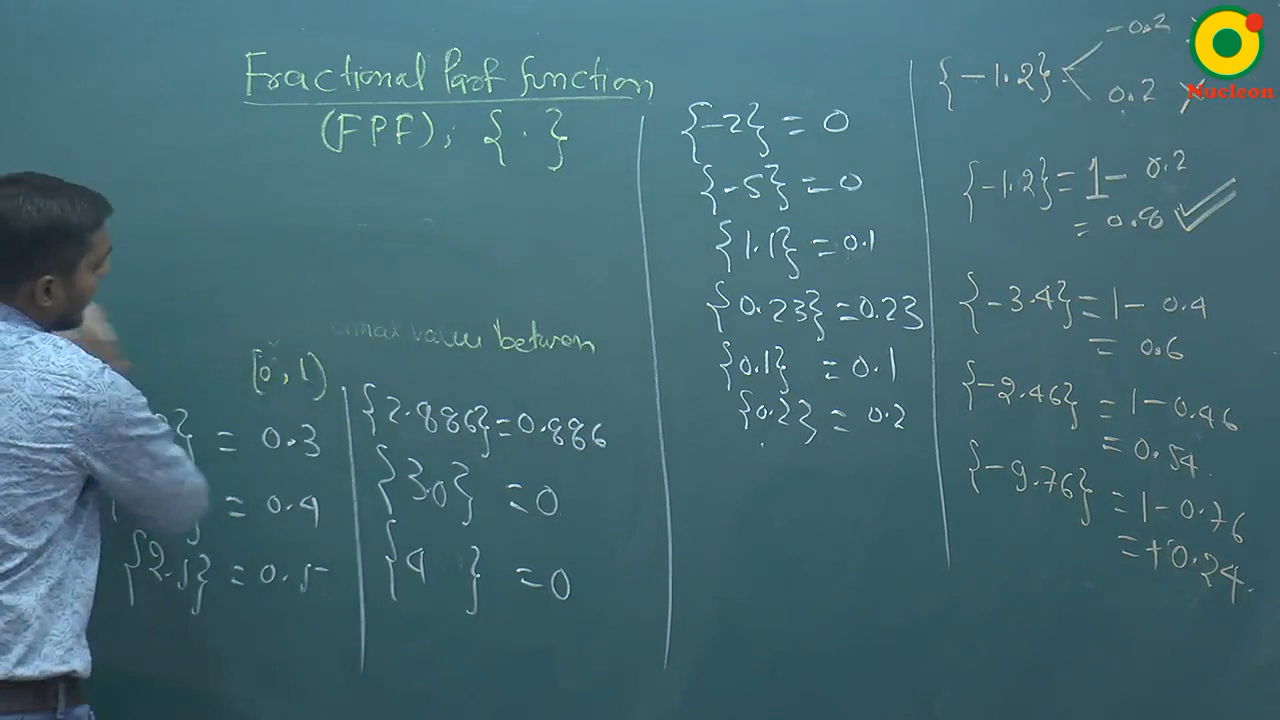 Fractional Part function
(FPF), { . }
value between
[0, 1)
= 0.3
= 0.4
{2.5} = 0.5
{2.886} = 0.886
{3.0} = 0
{4 } = 0
{-2} = 0
{-5} = 0
{1.1} = 0.1
{0.23} = 0.23
{0.1} = 0.1
{0.2} = 0.2
-0.2
{-1.2}
0.2 ×
{-1.2} = 1 - 0.2
= 0.8
{-3.4} = 1 - 0.4
= 0.6
{-2.46} = 1 - 0.46
= 0.54
{-9.76} = 1 - 0.76
= +0.24
Nucleon